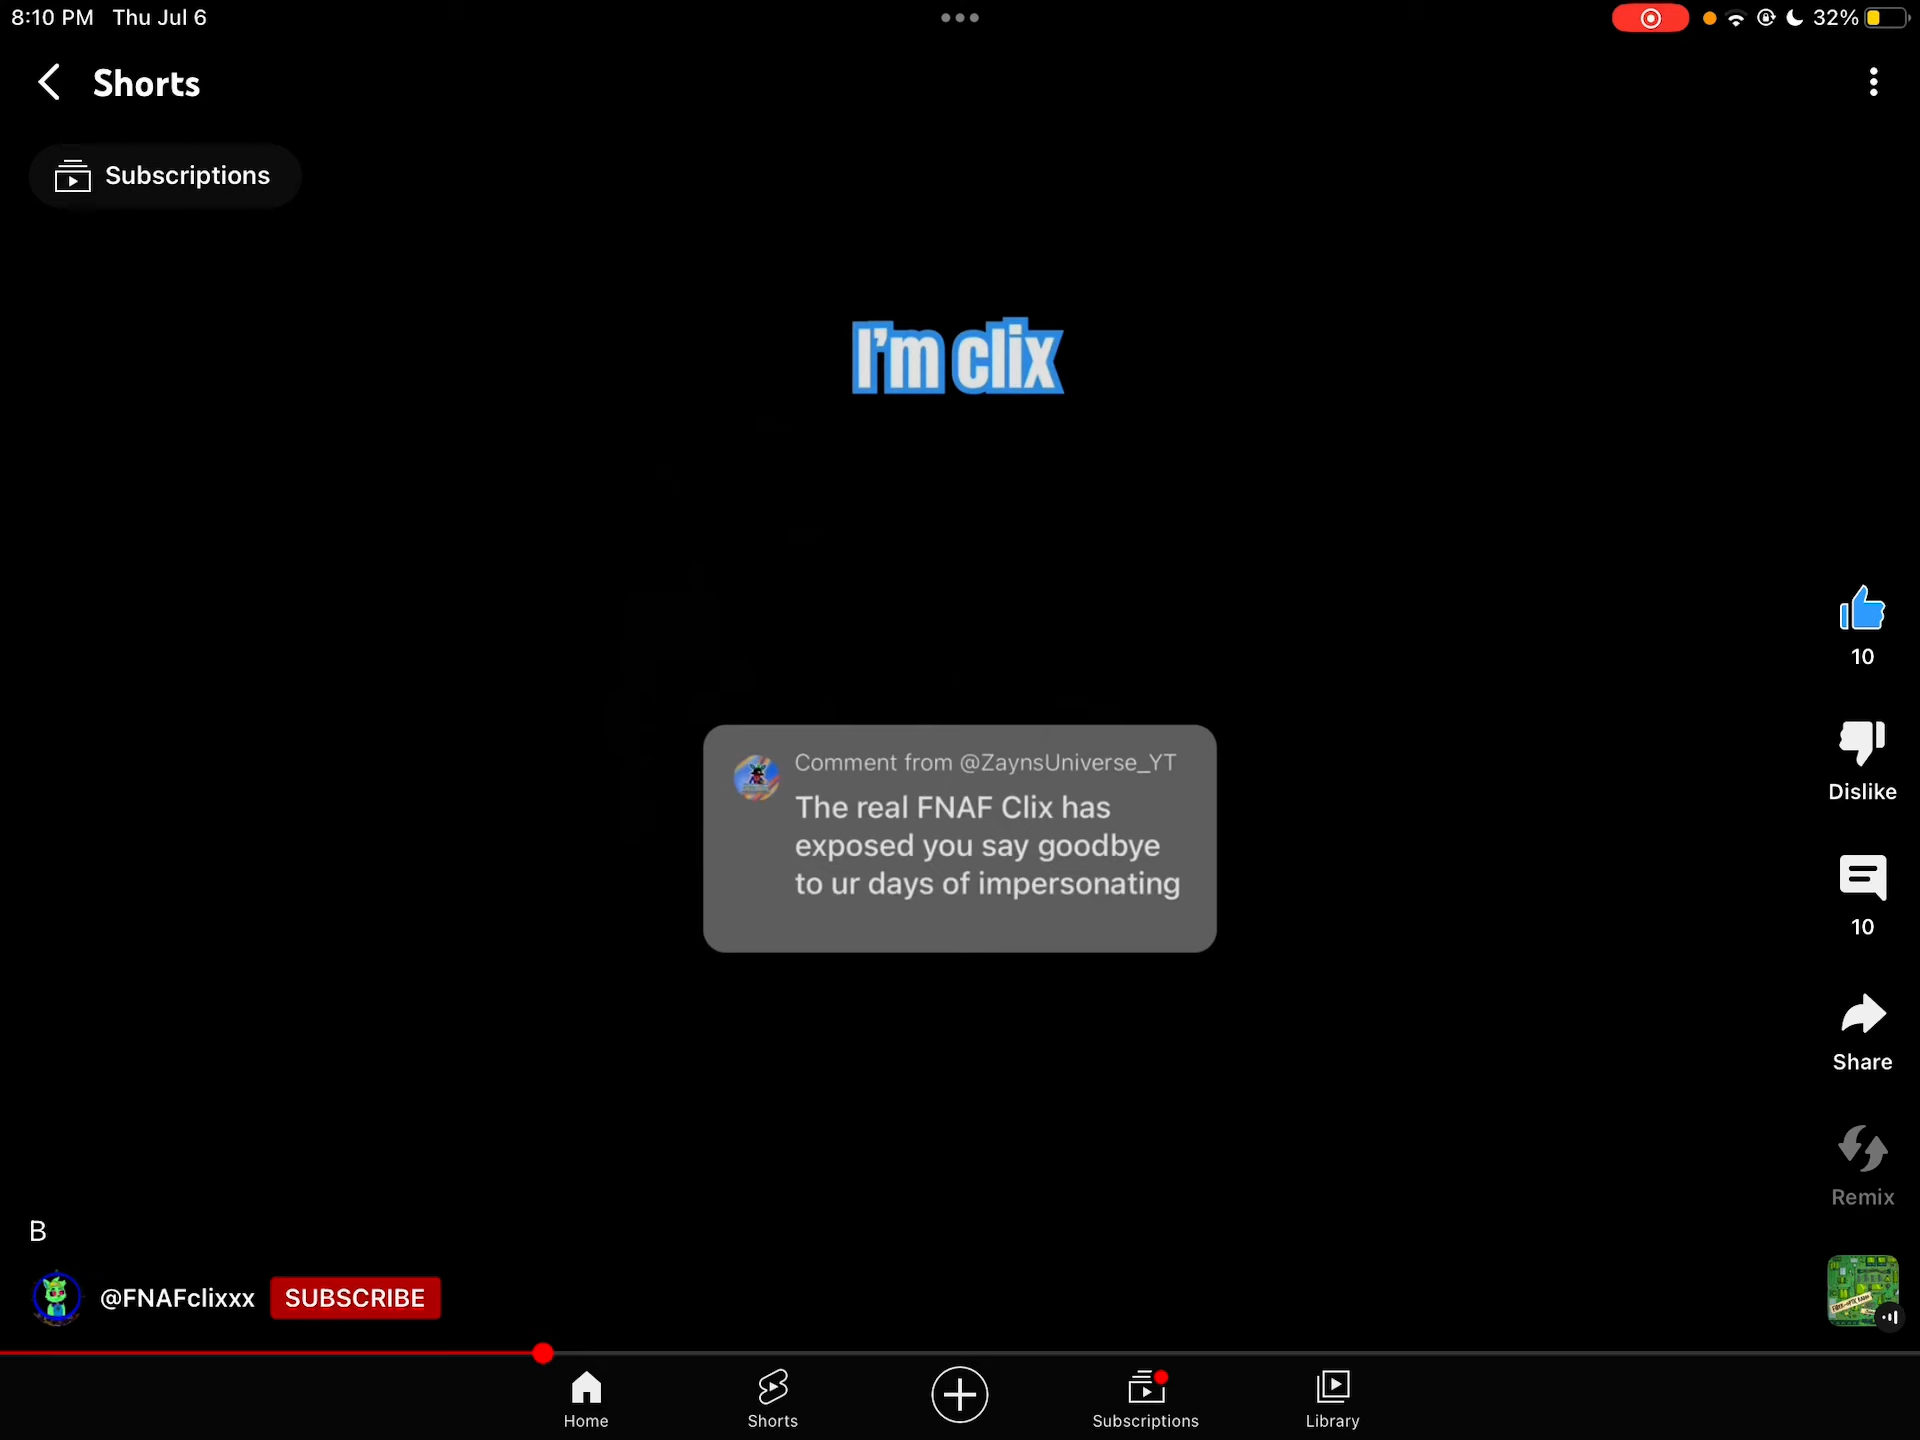 8:10 PM Thu Jul 6
32%
Shorts
Subscriptions
I'm clix
10
Comment from @ZaynsUniverse_YT
The real FNAF Clix has
exposed you say goodbye
to ur days of impersonating
Dislike
10
Share
Remix
B
@FNAFclixxx SUBSCRIBE
Home
Shorts
Subscriptions
Library